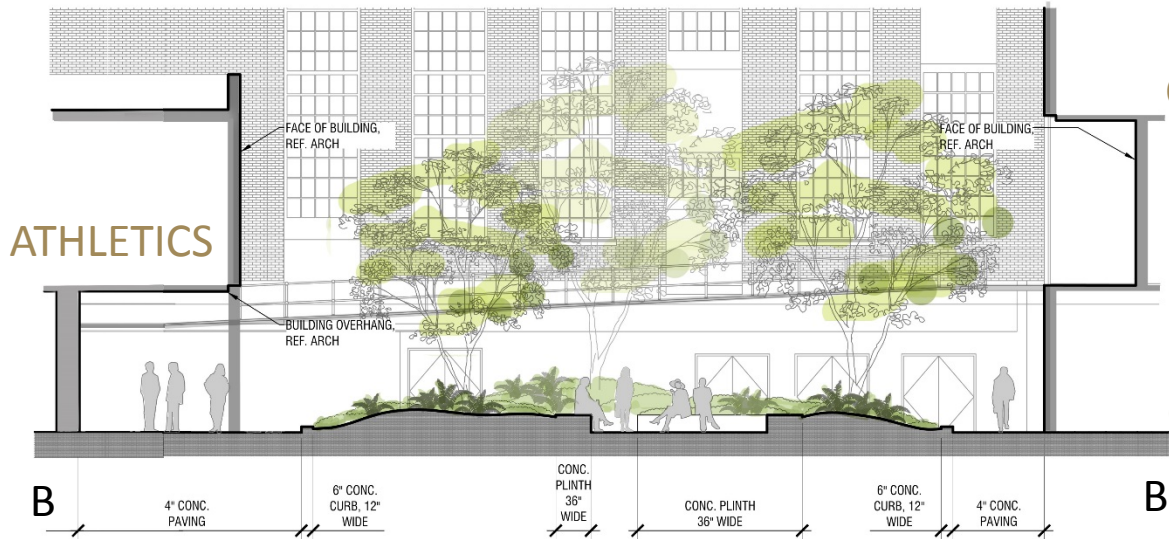 FACE OF BUILDING,
REF. ARCH
FACE OF BUILDING,
REF. ARCH
ATHLETICS
BUILDING OVERHANG,
REF. ARCH
B
4" CONC.
PAVING
6" CONC.
CURB, 12"
WIDE
CONC.
PLINTH
36"
WIDE
CONC. PLINTH
36" WIDE
6" CONC.
CURB, 12"
WIDE
4" CONC.
PAVING
B